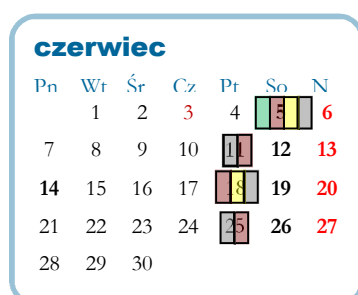 czerwiec
Pn Wt Śr Cz Pt So N
1 2 3 4 5 6
7 8 9 10 11 12 13
14 15 16 17 18 19 20
21 22 23 24 25 26 27
28 29 30